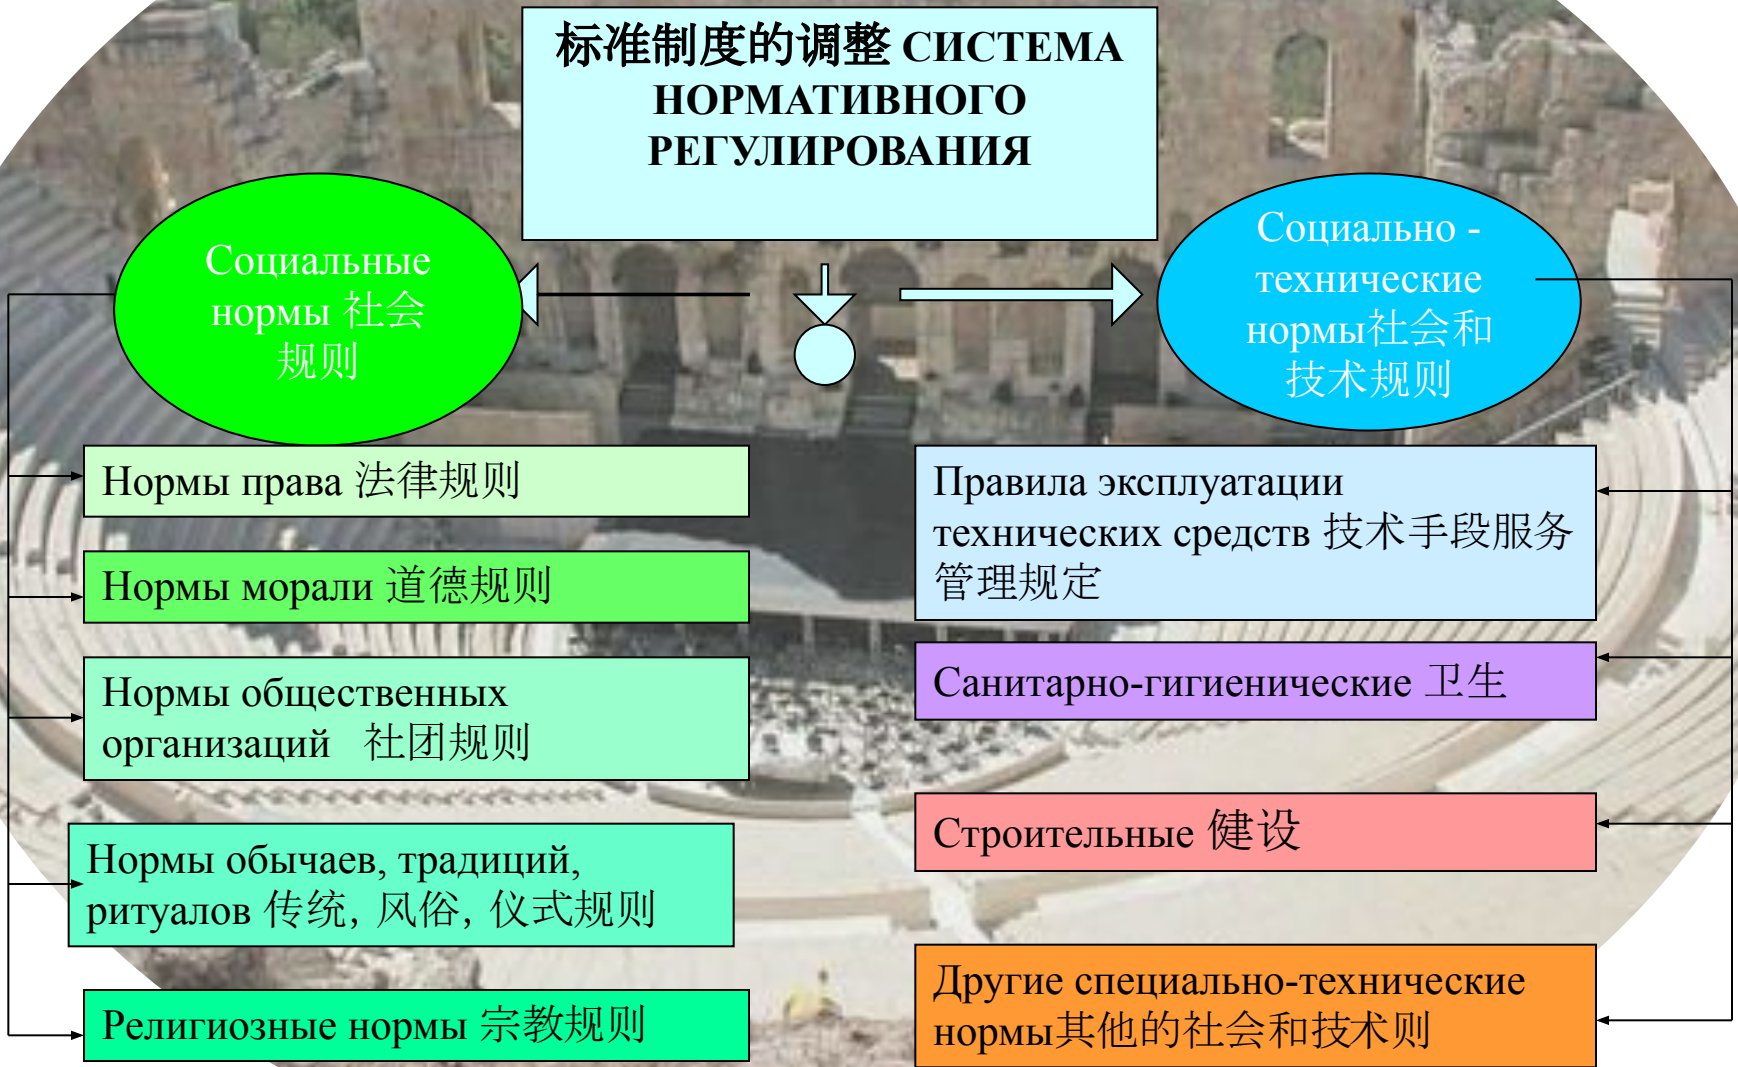 标准制度的调整 СИСТЕМА
НОРМАТИВНОГО
РЕГУЛИРОВАНИЯ
Социальные
нормы 社会
规则
Социально -
технические
нормы社会和
技术规则
Нормы права 法律规则
Нормы морали 道德规则
Нормы общественных
организаций 社团规则
Нормы обычаев, традиций,
ритуалов 传统, 风俗, 仪式规则
Религиозные нормы 宗教规则
Правила эксплуатации
технических средств 技术手段服务
管理规定
Санитарно-гигиенические 卫生
Строительные 健设
Другие специально-технические
нормы其他的社会和技术则